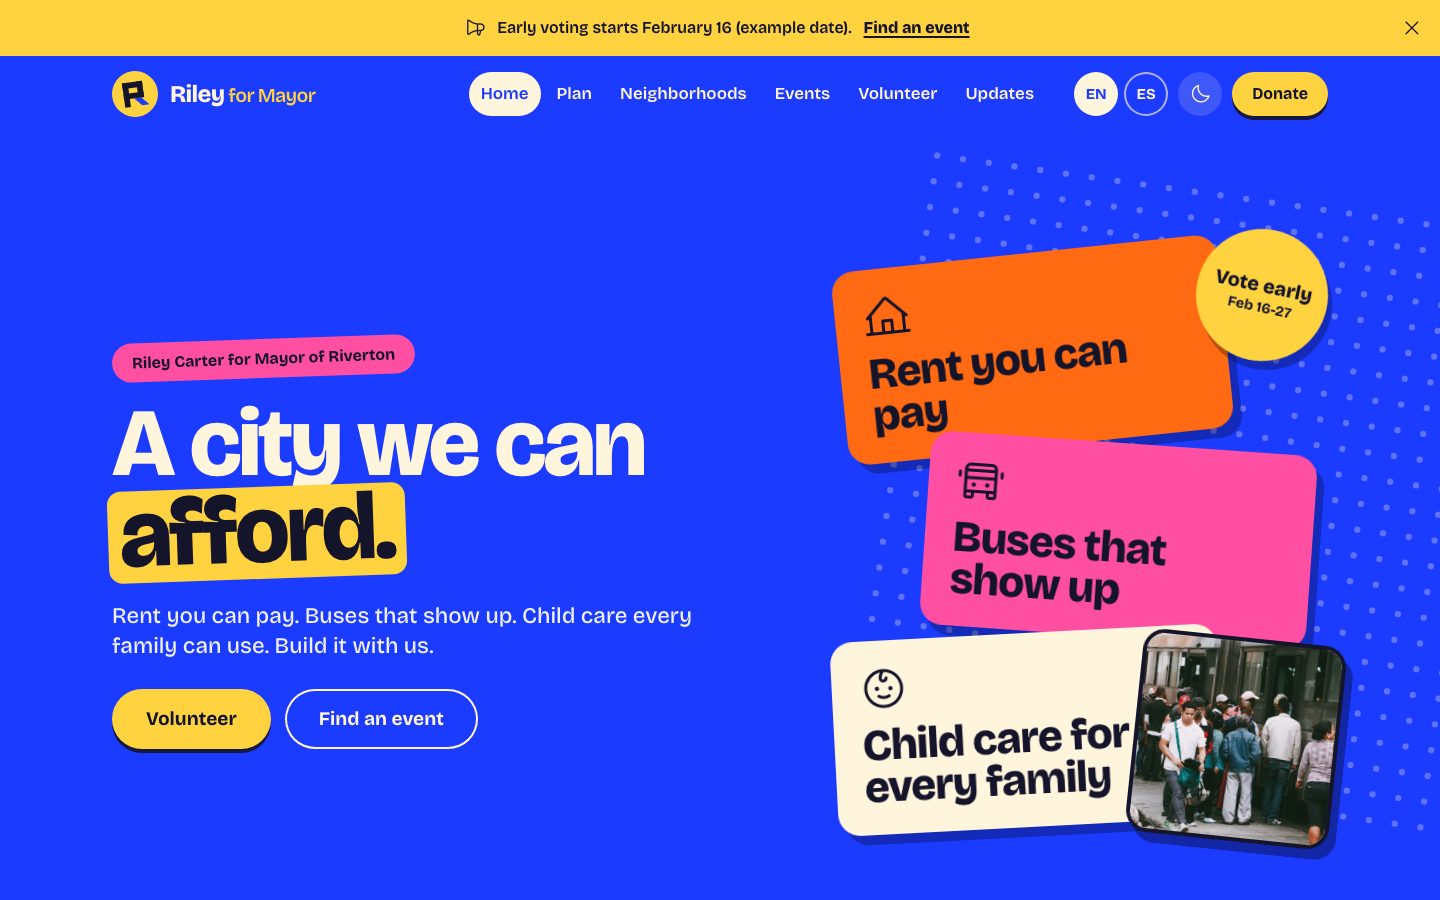 Early voting starts February 16 (example date). Find an event
R Riley for Mayor
Home Plan Neighborhoods Events Volunteer Updates EN ES Donate
Riley Carter for Mayor of Riverton
A city we can
afford.
Rent you can pay. Buses that show up. Child care every
family can use. Build it with us.
Volunteer Find an event
Vote early
Feb 16-27
Rent you can
pay
Buses that
show up
Child care for
every family